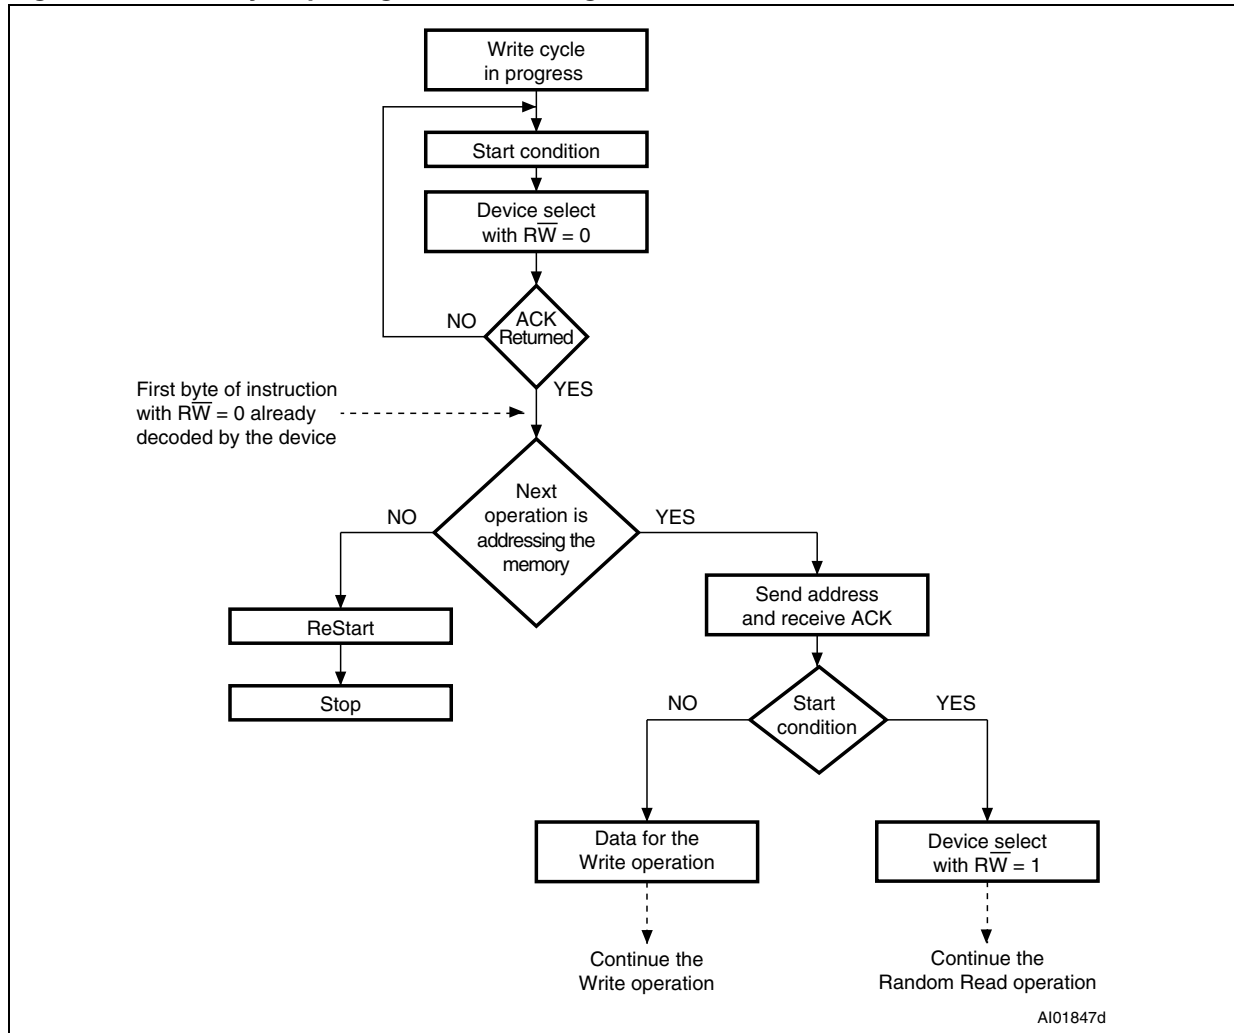 Write cycle
in progress
Start condition
Device select
with RW̅ = 0
NO
ACK
Returned
YES
First byte of instruction
with RW̅ = 0 already
decoded by the device
Next
operation is
addressing the
memory
NO
YES
Send address
and receive ACK
ReStart
Stop
Start
condition
NO
YES
Data for the
Write operation
Device select
with RW̅ = 1
Continue the
Write operation
Continue the
Random Read operation
AI01847d